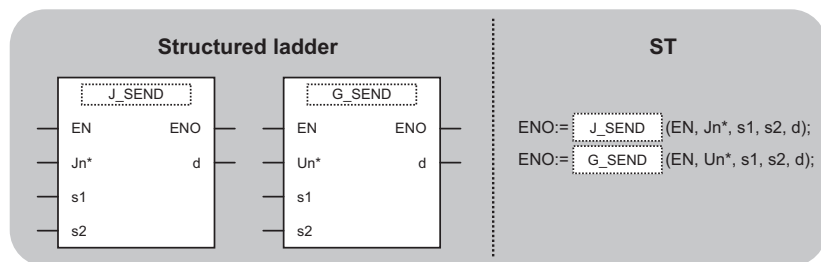 Structured ladder
J_SEND
EN ENO
Jn* d
s1
s2
G_SEND
EN ENO
Un* d
s1
s2
ST
ENO:= J_SEND (EN, Jn*, s1, s2, d);
ENO:= G_SEND (EN, Un*, s1, s2, d);